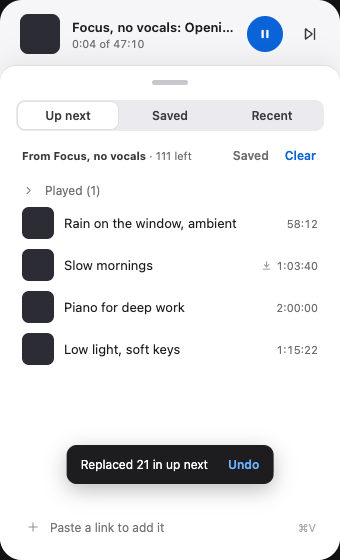 Focus, no vocals: Openi...
0:04 of 47:10
Up next
Saved
Recent
From Focus, no vocals · 111 left
Saved
Clear
Played (1)
Rain on the window, ambient
58:12
Slow mornings
1:03:40
Piano for deep work
2:00:00
Low light, soft keys
1:15:22
Replaced 21 in up next
Undo
Paste a link to add it
⌘V